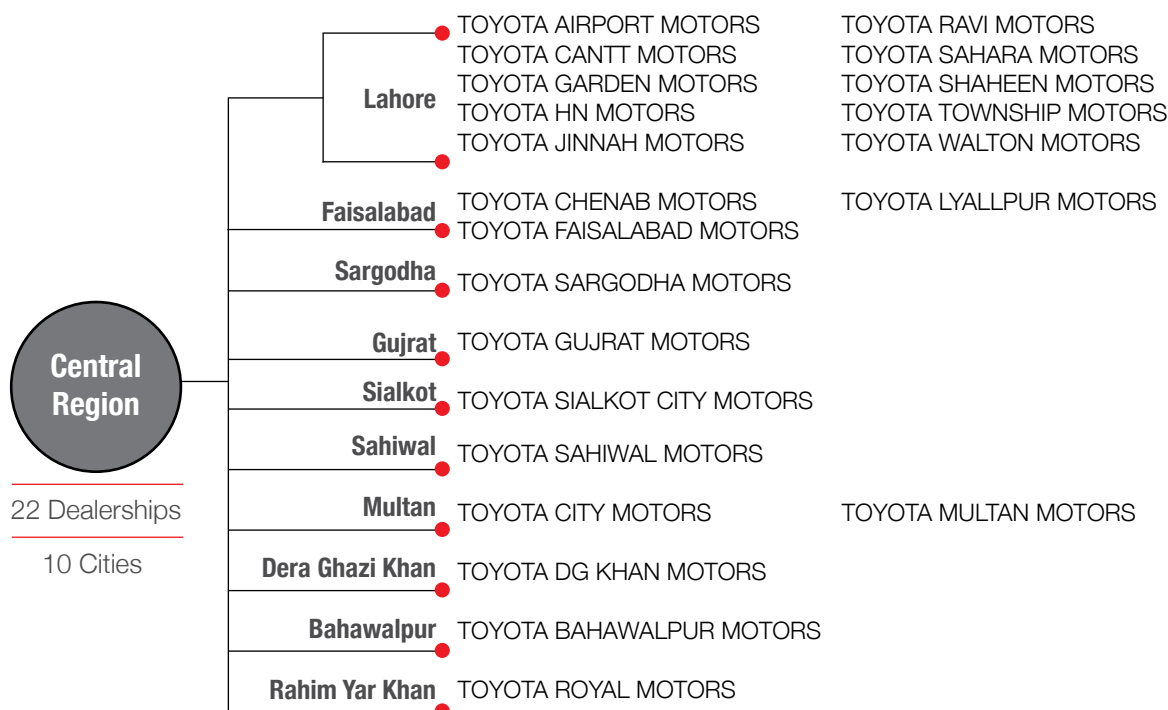 Central
Region
22 Dealerships
10 Cities
Lahore
TOYOTA AIRPORT MOTORS
TOYOTA CANTT MOTORS
TOYOTA GARDEN MOTORS
TOYOTA HN MOTORS
TOYOTA JINNAH MOTORS
TOYOTA RAVI MOTORS
TOYOTA SAHARA MOTORS
TOYOTA SHAHEEN MOTORS
TOYOTA TOWNSHIP MOTORS
TOYOTA WALTON MOTORS
Faisalabad
TOYOTA CHENAB MOTORS
TOYOTA FAISALABAD MOTORS
TOYOTA LYALLPUR MOTORS
Sargodha
TOYOTA SARGODHA MOTORS
Gujrat
TOYOTA GUJRAT MOTORS
Sialkot
TOYOTA SIALKOT CITY MOTORS
Sahiwal
TOYOTA SAHIWAL MOTORS
Multan
TOYOTA CITY MOTORS
TOYOTA MULTAN MOTORS
Dera Ghazi Khan
TOYOTA DG KHAN MOTORS
Bahawalpur
TOYOTA BAHAWALPUR MOTORS
Rahim Yar Khan
TOYOTA ROYAL MOTORS